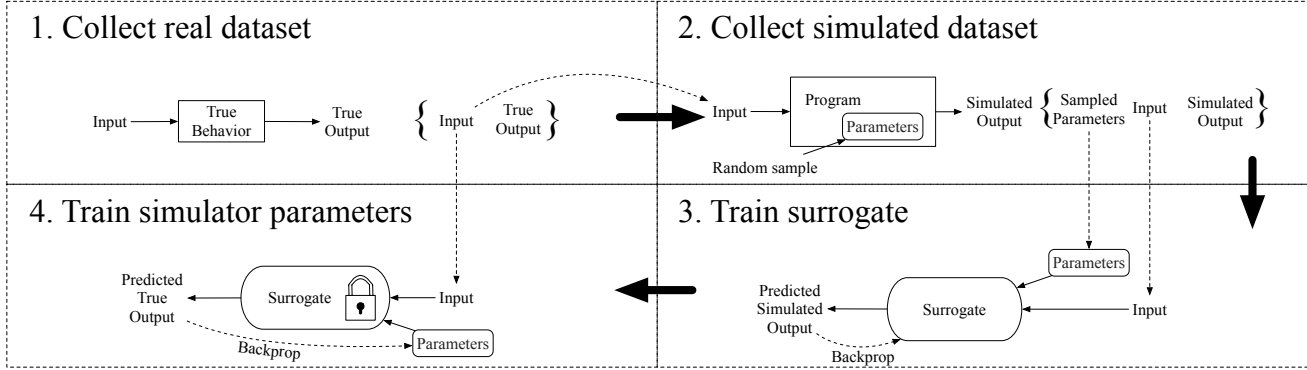 1. Collect real dataset
Input
True
Behavior
True
Output
{ Input
True
Output }
2. Collect simulated dataset
Input
Program
Parameters
Random sample
Simulated
Output
{ Sampled
Parameters
Input
Simulated
Output }
4. Train simulator parameters
Predicted
True
Output
Surrogate
Input
Parameters
Backprop
3. Train surrogate
Parameters
Predicted
Simulated
Output
Surrogate
Input
Backprop